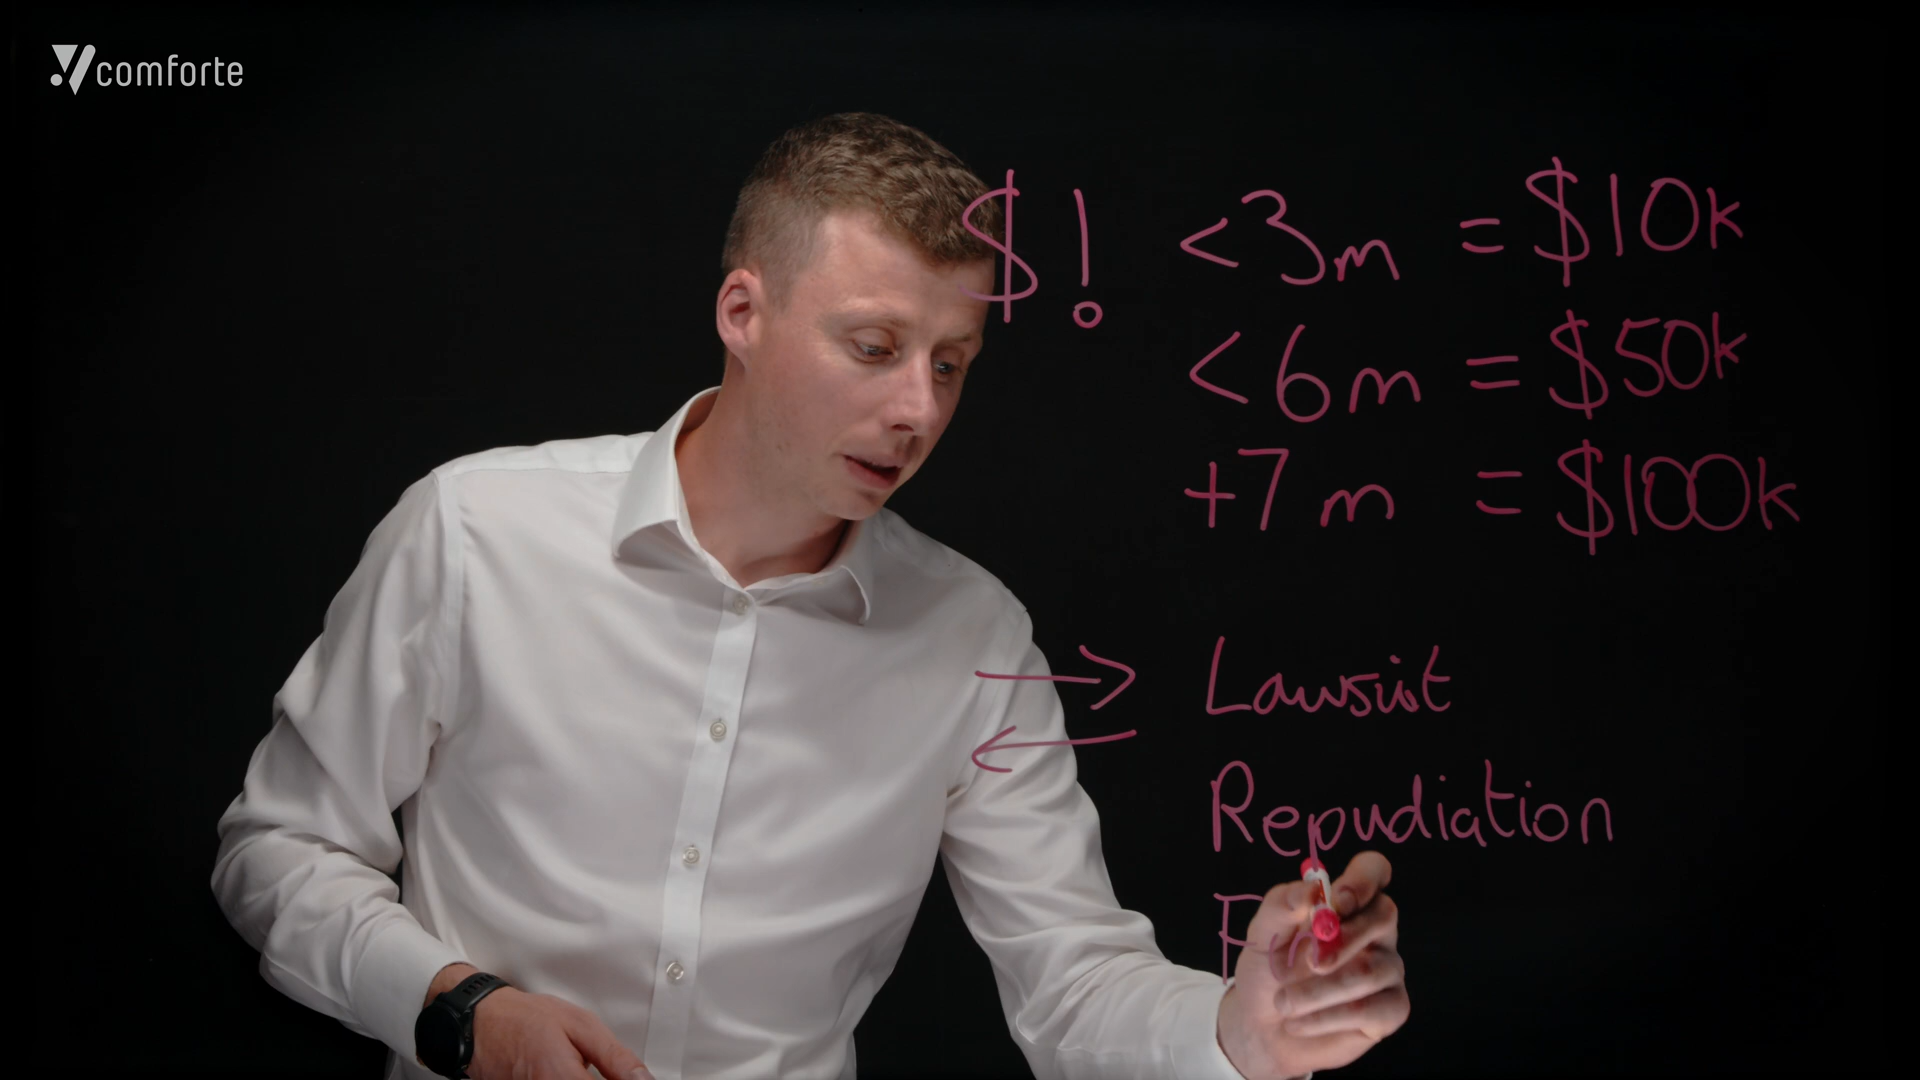 comforte
$! <3m = $10k
<6m = $50k
+7m = $100k
Lawsuit
Repudiation